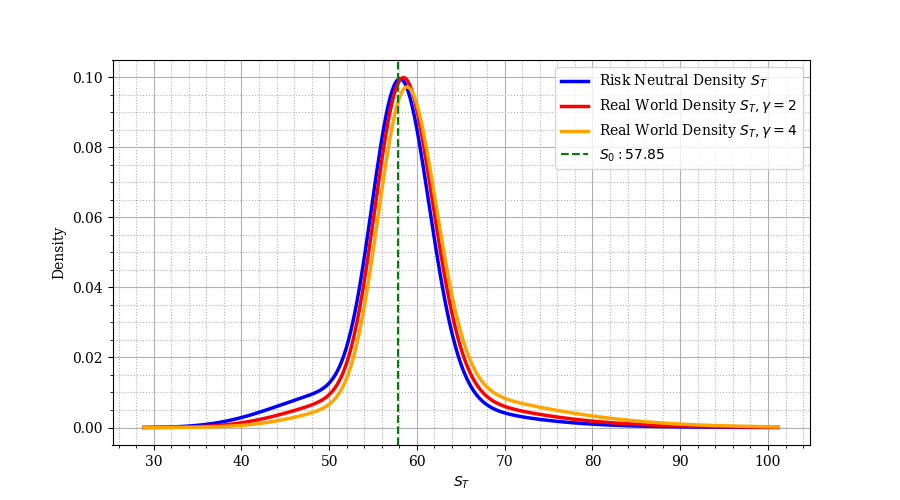 Density
0.10
0.08
0.06
0.04
0.02
0.00
30 40 50 60 70 80 90 100
S_T
Risk Neutral Density S_T
Real World Density S_T, γ = 2
Real World Density S_T, γ = 4
S_0 : 57.85